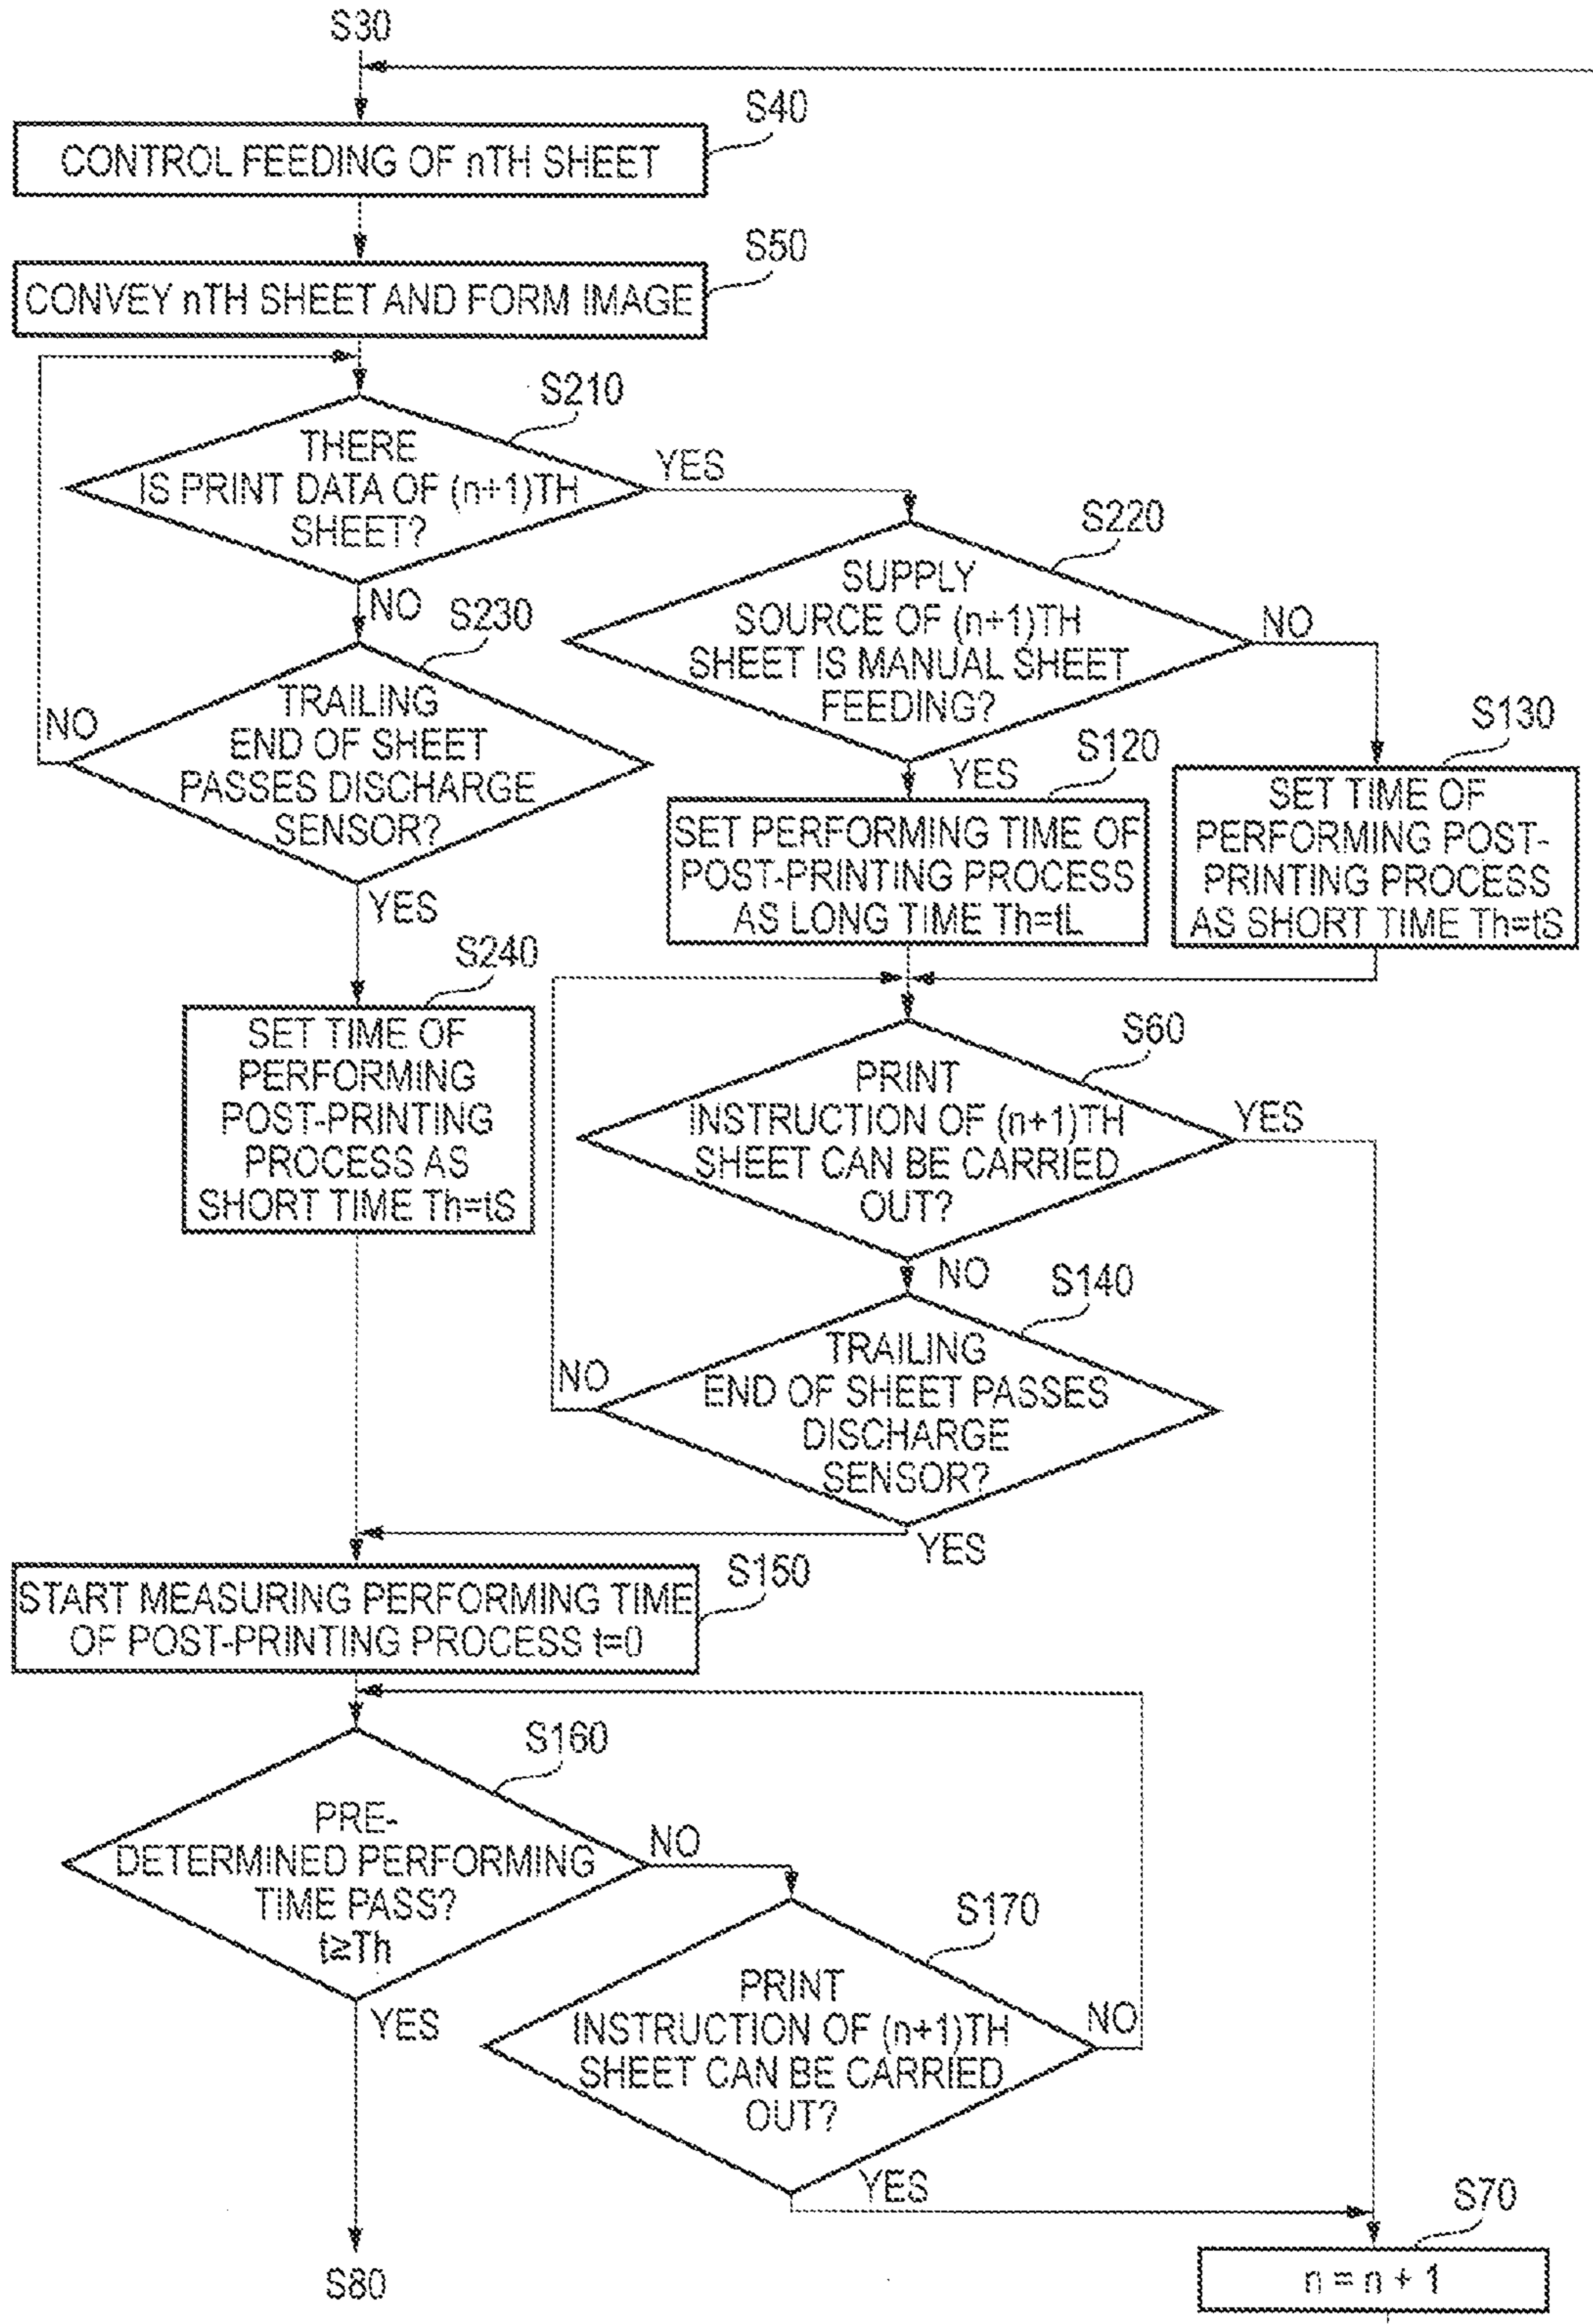 S30
S40
CONTROL FEEDING OF nTH SHEET
S50
CONVEY nTH SHEET AND FORM IMAGE
S210
THERE
IS PRINT DATA OF (n+1)TH
SHEET?
YES
NO
S220
SUPPLY
SOURCE OF (n+1)TH
SHEET IS MANUAL SHEET
FEEDING?
NO
YES
S230
TRAILING
END OF SHEET
PASSES DISCHARGE
SENSOR?
NO
YES
S120
SET PERFORMING TIME OF
POST-PRINTING PROCESS
AS LONG TIME Th=tL
S130
SET TIME OF
PERFORMING POST-
PRINTING PROCESS
AS SHORT TIME Th=tS
S240
SET TIME OF
PERFORMING
POST-PRINTING
PROCESS AS
SHORT TIME Th=tS
S60
PRINT
INSTRUCTION OF (n+1)TH
SHEET CAN BE CARRIED
OUT?
YES
NO
S140
TRAILING
END OF SHEET PASSES
DISCHARGE
SENSOR?
NO
YES
S150
START MEASURING PERFORMING TIME
OF POST-PRINTING PROCESS t=0
S160
PRE-
DETERMINED PERFORMING
TIME PASS?
t≥Th
NO
YES
S170
PRINT
INSTRUCTION OF (n+1)TH
SHEET CAN BE CARRIED
OUT?
NO
YES
S70
n = n + 1
S80